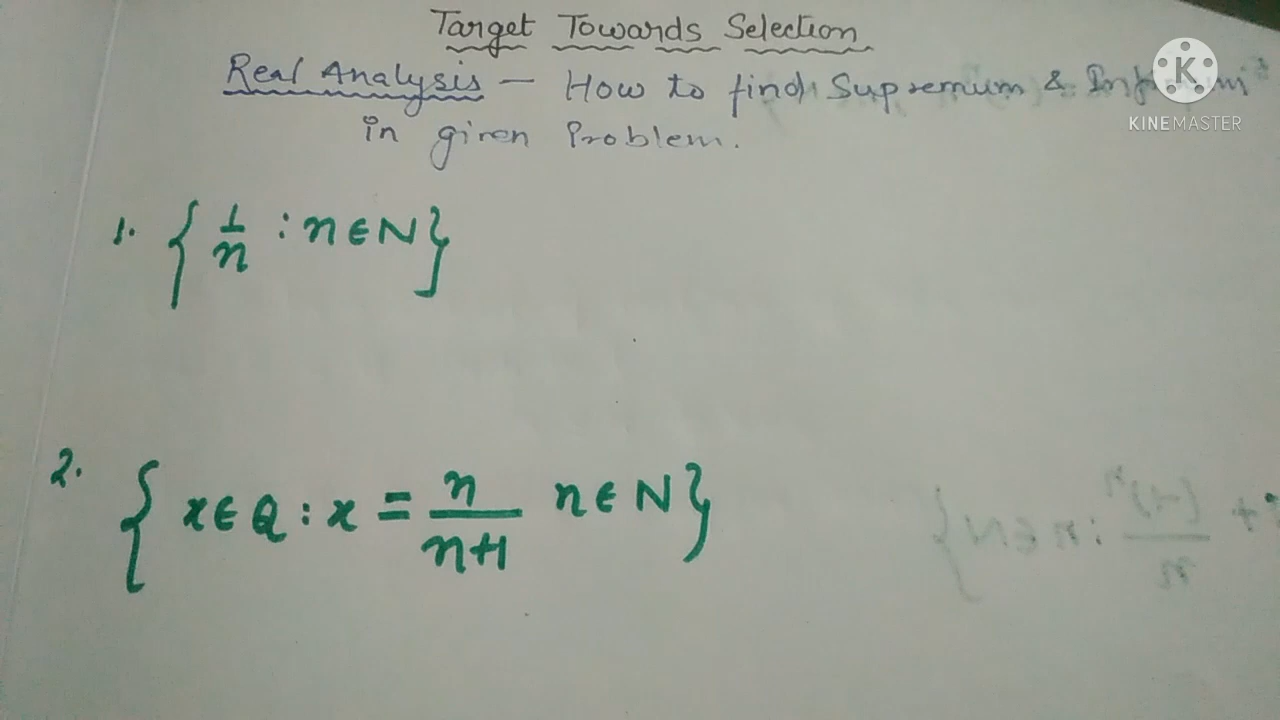 Target Towards Selection
Real Analysis – How to find Supremum &
in given Problem.
KINEMASTER
1. { 1/n : n ∈ N }
2. { x ∈ Q : x = n/(n+1) n ∈ N }